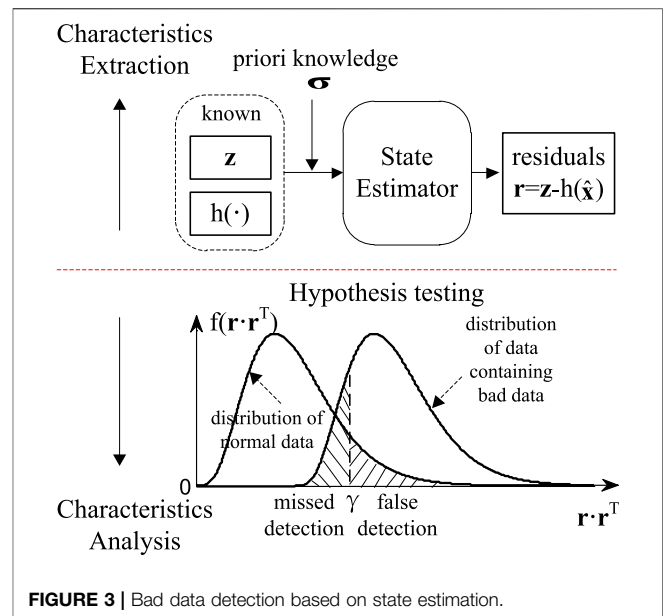 Characteristics
Extraction
priori knowledge
σ
known
z
h(·)
State
Estimator
residuals
r=z-h(x̂)
Hypothesis testing
f(r·rᵀ)
distribution
of data
containing
bad data
distribution of
normal data
0
missed γ false
detection detection
r·rᵀ
Characteristics
Analysis
FIGURE 3 | Bad data detection based on state estimation.